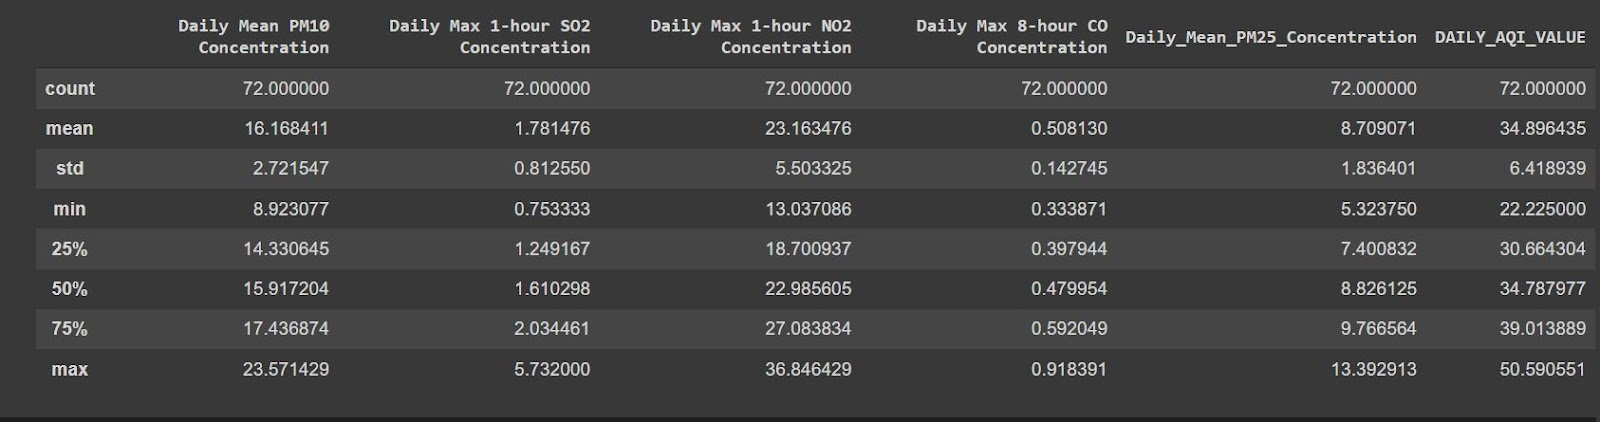 Daily Mean PM10 Concentration Daily Max 1-hour SO2 Concentration Daily Max 1-hour NO2 Concentration Daily Max 8-hour CO Concentration Daily_Mean_PM25_Concentration DAILY_AQI_VALUE
count 72.000000 72.000000 72.000000 72.000000 72.000000 72.000000
mean 16.168411 1.781476 23.163476 0.508130 8.709071 34.896435
std 2.721547 0.812550 5.503325 0.142745 1.836401 6.418939
min 8.923077 0.753333 13.037086 0.333871 5.323750 22.225000
25% 14.330645 1.249167 18.700937 0.397944 7.400832 30.664304
50% 15.917204 1.610298 22.985605 0.479954 8.826125 34.787977
75% 17.436874 2.034461 27.083834 0.592049 9.766564 39.013889
max 23.571429 5.732000 36.846429 0.918391 13.392913 50.590551